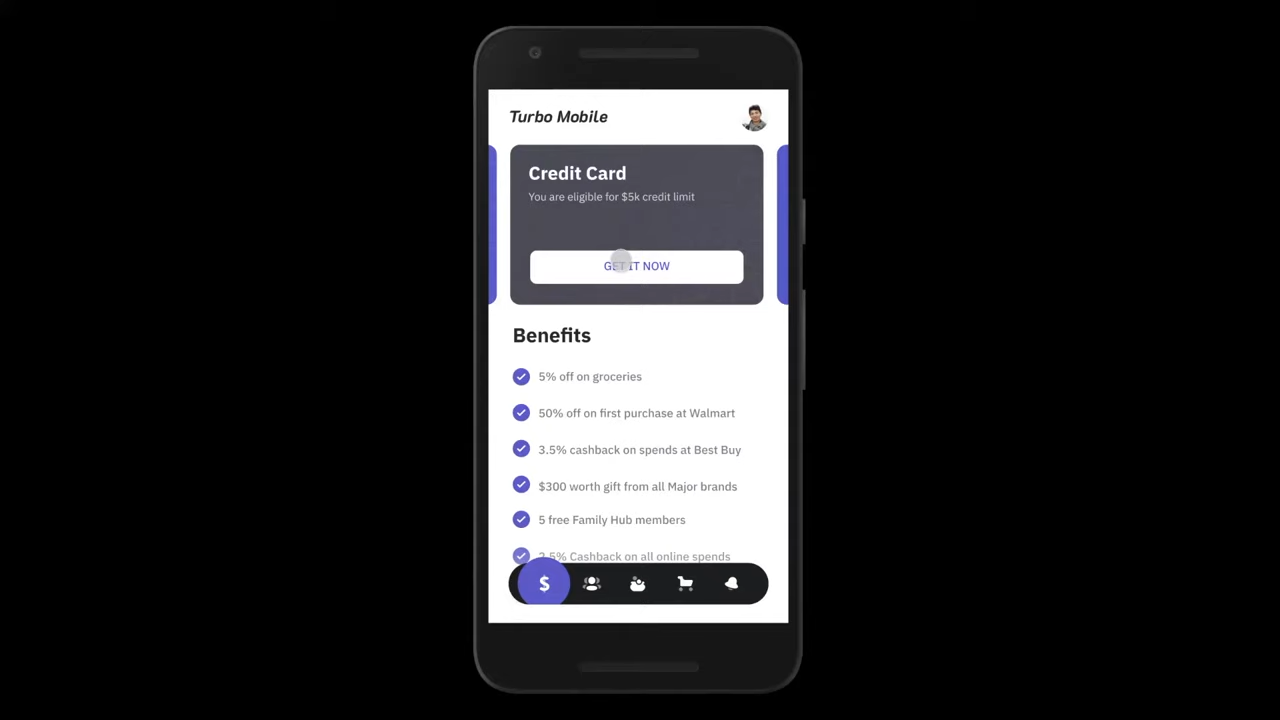 Turbo Mobile
Credit Card
You are eligible for $5k credit limit
GET IT NOW
Benefits
5% off on groceries
50% off on first purchase at Walmart
3.5% cashback on spends at Best Buy
$300 worth gift from all Major brands
5 free Family Hub members
2.5% Cashback on all online spends
$